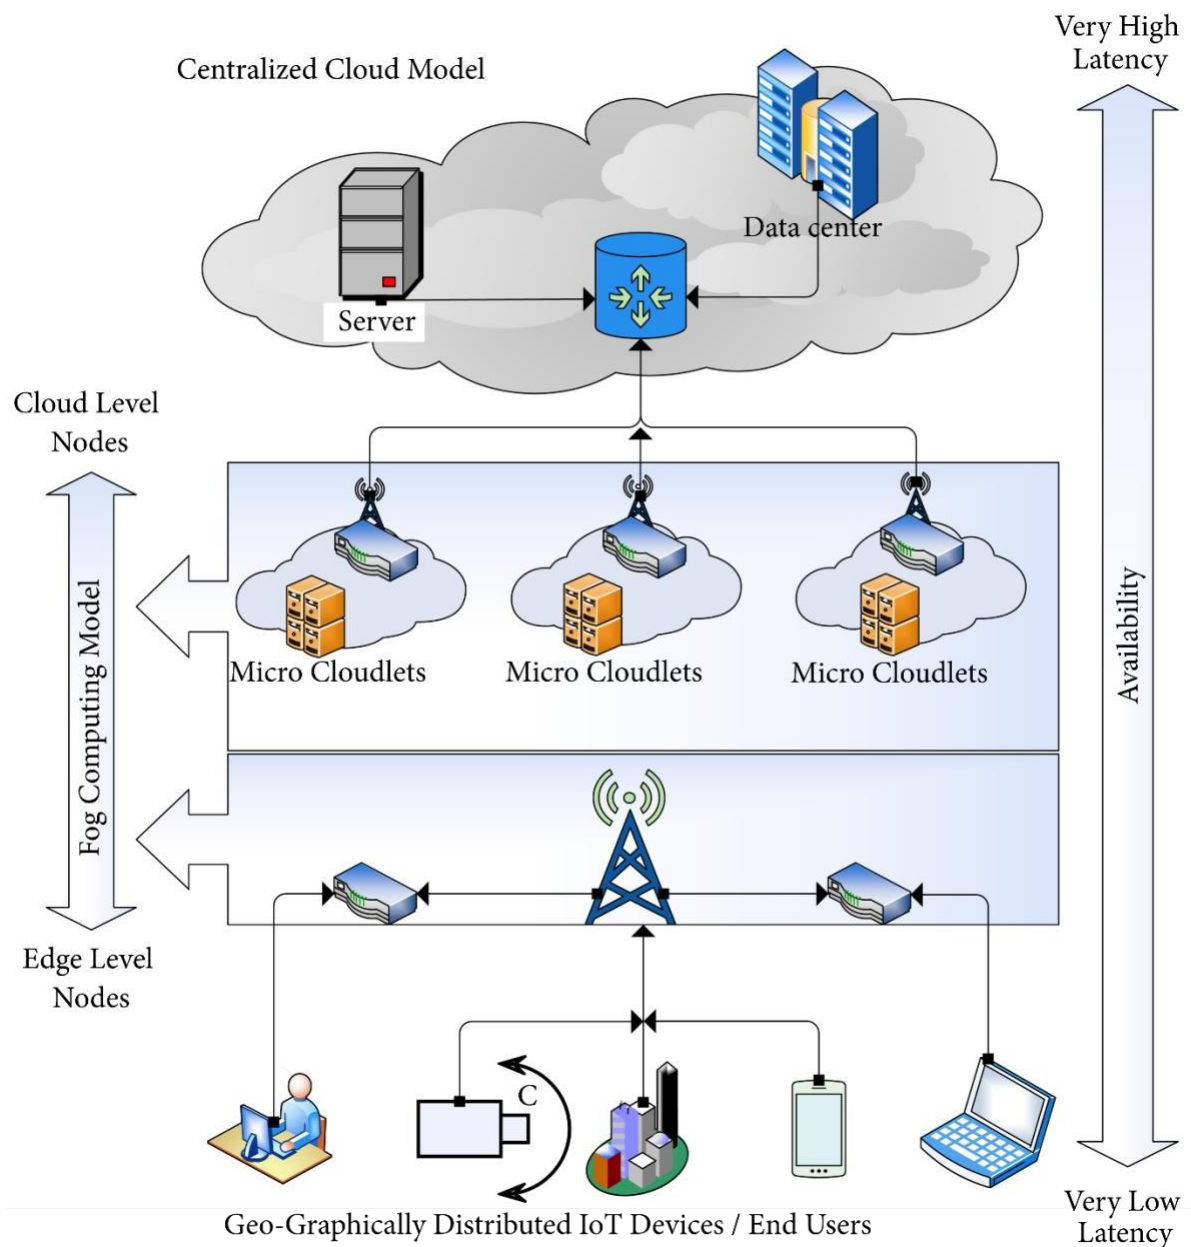 Very High
Latency
Centralized Cloud Model
Data center
Server
Cloud Level
Nodes
Micro Cloudlets
Micro Cloudlets
Micro Cloudlets
Fog Computing Model
Availability
Edge Level
Nodes
C
Geo-Graphically Distributed IoT Devices / End Users
Very Low
Latency